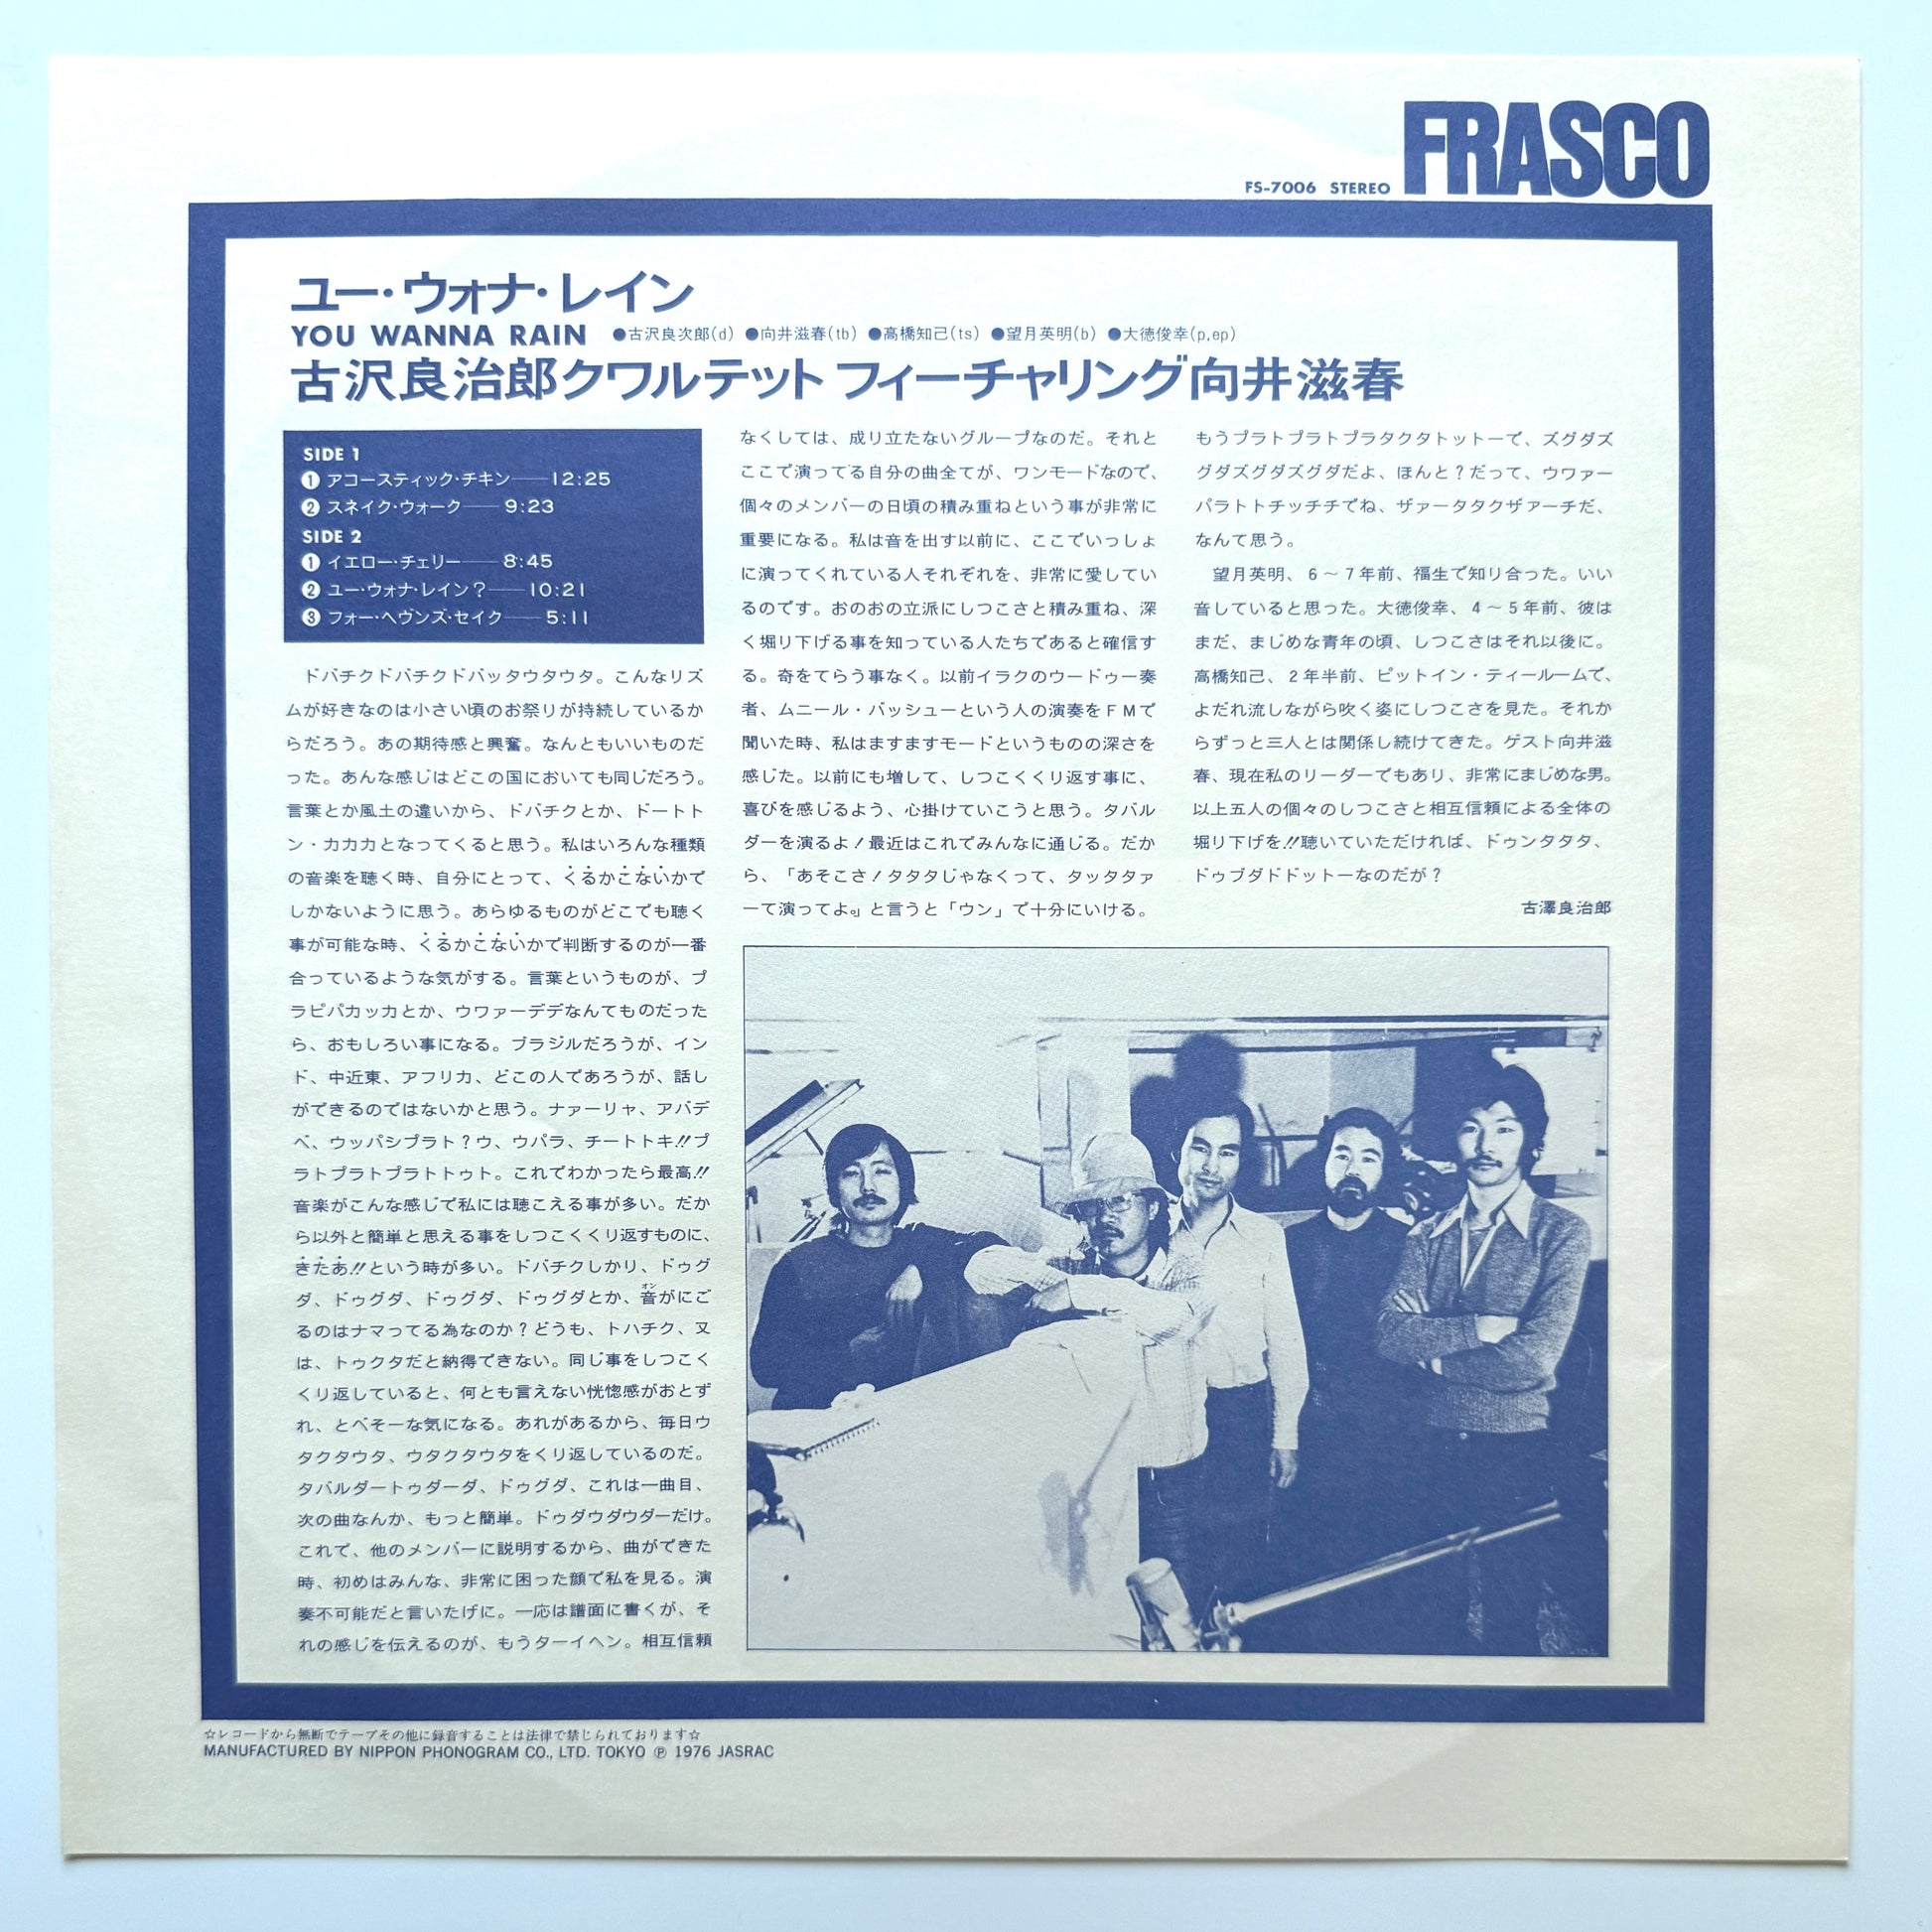 FRASCO
FS-7006 STEREO
ユー・ウォナ・レイン
YOU WANNA RAIN ●古沢良次郎(d) ●向井滋春(tb) ●高橋知己(ts) ●望月英明(b) ●大徳俊幸(p,ep)
古沢良治郎クワルテット フィーチャリング向井滋春
SIDE 1
❶ アコースティック・チキン──12:25
❷ スネイク・ウォーク── 9:23
SIDE 2
❶ イエロー・チェリー── 8:45
❷ ユー・ウォナ・レイン?──10:21
❸ フォー・ヘヴンズ・セイク── 5:11
ドバチクドバチクドバッタウタウタ。こんなリズ
ムが好きなのは小さい頃のお祭りが持続しているか
らだろう。あの期待感と興奮。なんともいいものだ
った。あんな感じはどこの国においても同じだろう。
言葉とか風土の違いから、ドバチクとか、ドートト
ン・カカカとなってくると思う。私はいろんな種類
の音楽を聴く時、自分にとって、くるかこないかで
しかないように思う。あらゆるものがどこでも聴く
事が可能な時、くるかこないかで判断するのが一番
合っているような気がする。言葉というものが、プ
ラピパカッカとか、ウワァーデデなんてものだった
ら、おもしろい事になる。ブラジルだろうが、イン
ド、中近東、アフリカ、どこの人であろうが、話し
ができるのではないかと思う。ナァーリャ、アバデ
ベ、ウッパシプラト?ウ、ウパラ、チートトキ!!プ
ラトプラトプラトトゥト。これでわかったら最高!!
音楽がこんな感じで私には聴こえる事が多い。だか
ら以外と簡単と思える事をしつこくくり返すものに、
きたあ!!という時が多い。ドバチクしかり、ドゥグ
ダ、ドゥグダ、ドゥグダ、ドゥグダとか、音がにご
るのはナマってる為なのか?どうも、トハチク、又
は、トゥクタだと納得できない。同じ事をしつこく
くり返していると、何とも言えない恍惚感がおとず
れ、とべそーな気になる。あれがあるから、毎日ウ
タクタウタ、ウタクタウタをくり返しているのだ。
タバルダートゥダーダ、ドゥグダ、これは一曲目、
次の曲なんか、もっと簡単。ドゥダウダウダーだけ。
これで、他のメンバーに説明するから、曲ができた
時、初めはみんな、非常に困った顔で私を見る。演
奏不可能だと言いたげに。一応は譜面に書くが、そ
れの感じを伝えるのが、もうターイヘン。相互信頼
なくしては、成り立たないグループなのだ。それと
ここで演ってる自分の曲全てが、ワンモードなので、
個々のメンバーの日頃の積み重ねという事が非常に
重要になる。私は音を出す以前に、ここでいっしょ
に演ってくれている人それぞれを、非常に愛してい
るのです。おのおの立派にしつこさと積み重ね、深
く堀り下げる事を知っている人たちであると確信す
る。奇をてらう事なく。以前イラクのウードゥー奏
者、ムニール・バッシューという人の演奏をFMで
聞いた時、私はますますモードというものの深さを
感じた。以前にも増して、しつこくくり返す事に、
喜びを感じるよう、心掛けていこうと思う。タバル
ダーを演るよ!最近はこれでみんなに通じる。だか
ら、「あそこさ!タタタじゃなくって、タッタタァ
ーて演ってよ。」と言うと「ウン」で十分にいける。
もうプラトプラトプラタクタトットーで、ズグダズ
グダズグダズグダだよ、ほんと?だって、ウワァー
パラトトチッチチでね、ザァータタクザァーチだ、
なんて思う。
望月英明、6〜7年前、福生で知り合った。いい
音していると思った。大徳俊幸、4〜5年前、彼は
まだ、まじめな青年の頃、しつこさはそれ以後に。
高橋知己、2年半前、ピットイン・ティールームで、
よだれ流しながら吹く姿にしつこさを見た。それか
らずっと三人とは関係し続けてきた。ゲスト向井滋
春、現在私のリーダーでもあり、非常にまじめな男。
以上五人の個々のしつこさと相互信頼による全体の
堀り下げを!!聴いていただければ、ドゥンタタタ、
ドゥブダドドットーなのだが?
古澤良治郎
☆レコードから無断でテープその他に録音することは法律で禁じられております☆
MANUFACTURED BY NIPPON PHONOGRAM CO., LTD. TOKYO ℗ 1976 JASRAC